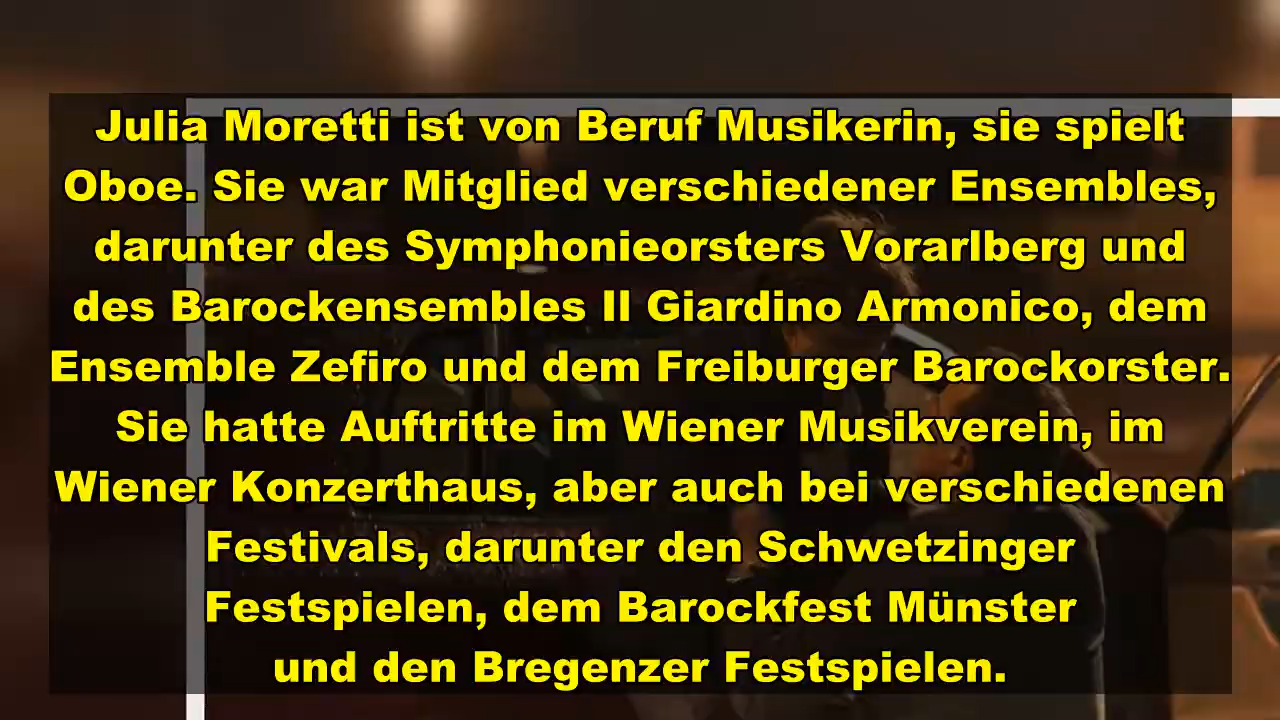 Julia Moretti ist von Beruf Musikerin, sie spielt
Oboe. Sie war Mitglied verschiedener Ensembles,
darunter des Symphonieorsters Vorarlberg und
des Barockensembles Il Giardino Armonico, dem
Ensemble Zefiro und dem Freiburger Barockorster.
Sie hatte Auftritte im Wiener Musikverein, im
Wiener Konzerthaus, aber auch bei verschiedenen
Festivals, darunter den Schwetzinger
Festspielen, dem Barockfest Münster
und den Bregenzer Festspielen.